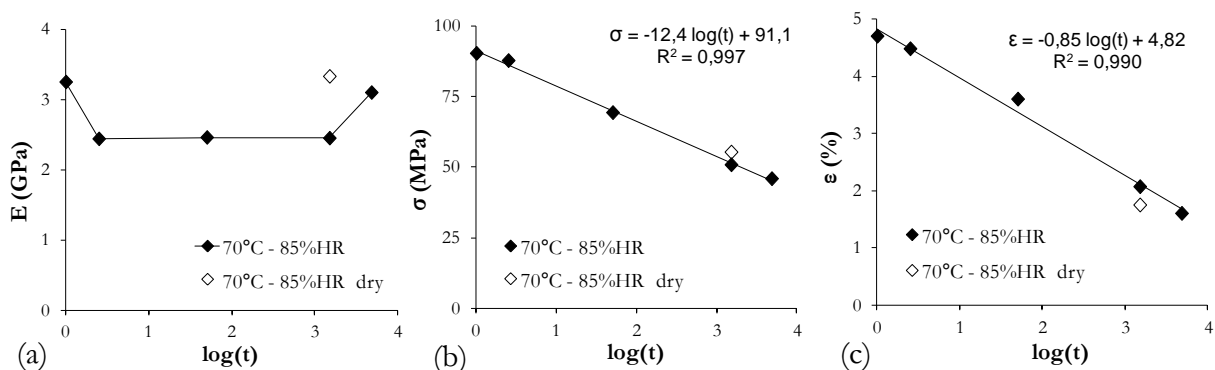 4
3
2
1
0
E (GPa)
70°C - 85%HR
70°C - 85%HR dry
0 1 2 3 4
log(t)
(a)
100
75
50
25
0
σ (MPa)
σ = -12,4 log(t) + 91,1
R² = 0,997
70°C - 85%HR
70°C - 85%HR dry
0 1 2 3 4
log(t)
(b)
5
4
3
2
1
0
ε (%)
ε = -0,85 log(t) + 4,82
R² = 0,990
70°C - 85%HR
70°C - 85%HR dry
0 1 2 3 4
log(t)
(c)